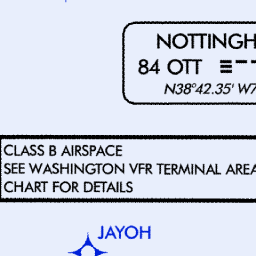 NOTTINGH
84 OTT
N38°42.35' W7
CLASS B AIRSPACE
SEE WASHINGTON VFR TERMINAL AREA
CHART FOR DETAILS
JAYOH